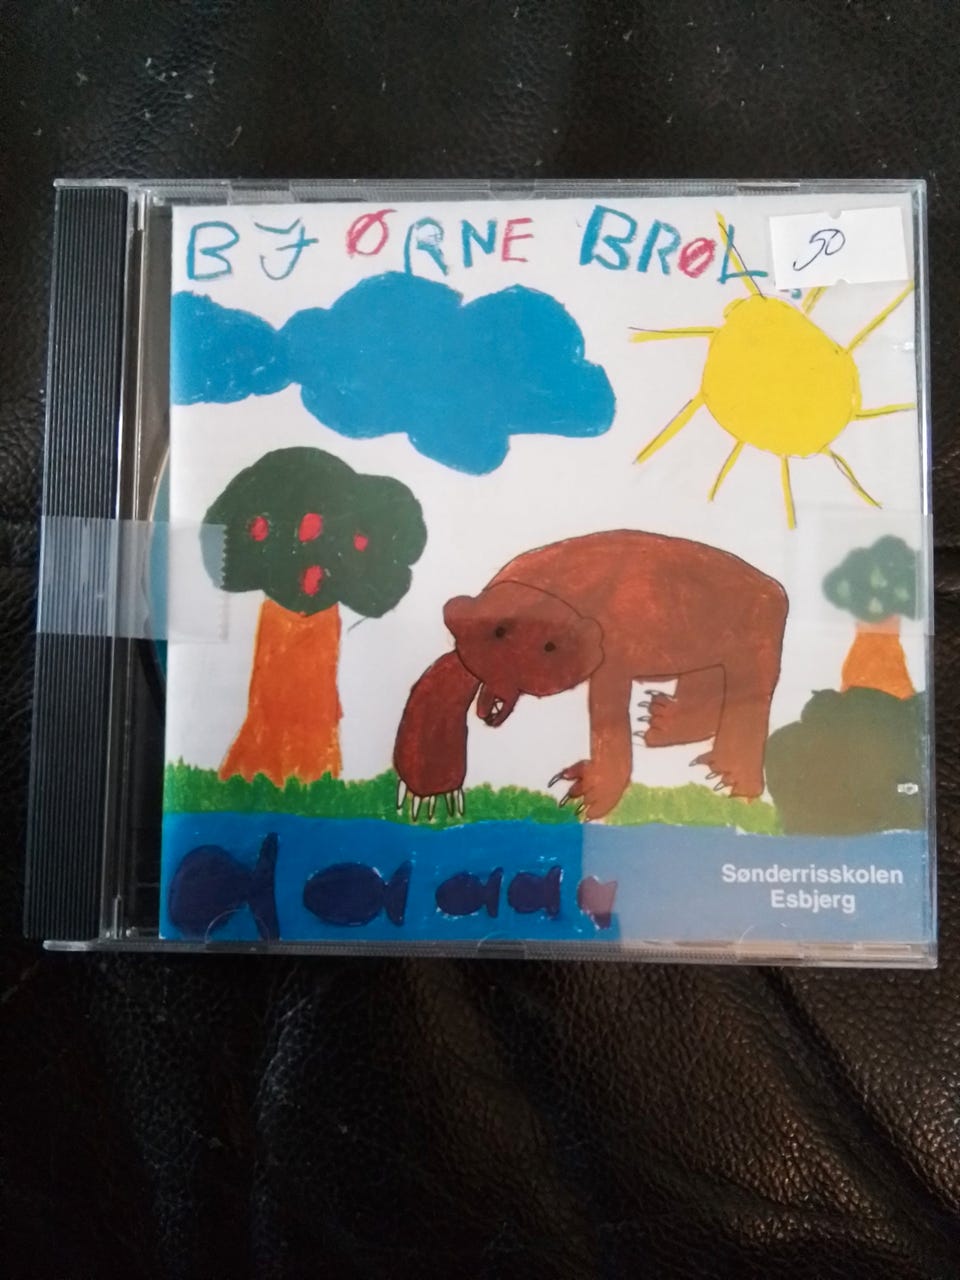 BJØRNE BRØL
50
Sønderrisskolen
Esbjerg